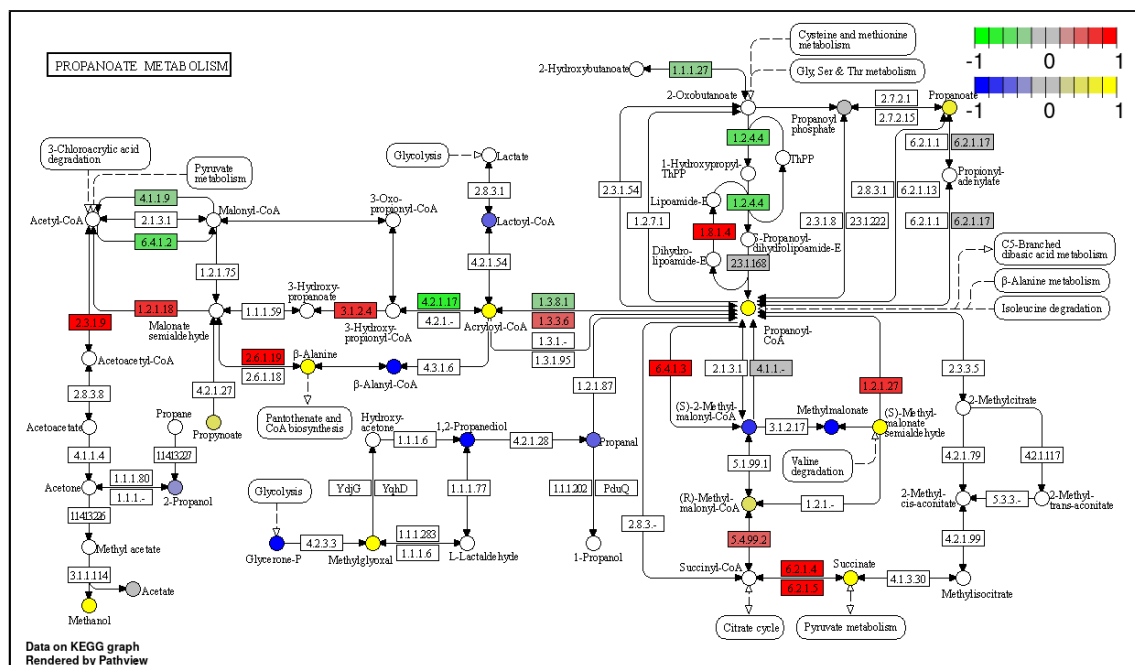 PROPANOATE METABOLISM
Cysteine and methionine
metabolism
-1 0 1
-1 0 1
2-Hydroxybutanoate
1.1.1.27
Gly, Ser & Thr metabolism
2-Oxobutanoate
Propanoyl
phosphate
2.7.2.1
2.7.2.15
Propanoate
3-Chloroacrylic acid
degradation
Pyruvate
metabolism
Glycolysis
Lactate
1.2.4.4
ThPP
1-Hydroxypropyl-
ThPP
6.2.1.1
6.2.1.17
Propionyl-
adenylate
2.8.3.1
2.3.1.54
2.8.3.1
6.2.1.13
4.1.1.9
Acetyl-CoA
2.1.3.1
Malonyl-CoA
6.4.1.2
3-Oxo-
propionyl-CoA
Lactoyl-CoA
Lipoamide-E
1.2.4.4
1.2.7.1
2.3.1.8
2.3.1.222
6.2.1.1
6.2.1.17
1.8.1.4
S-Propanoyl-
dihydrolipoamide-E
Dihydro-
lipoamide-E
2.3.1.168
C5-Branched
dibasic acid metabolism
β-Alanine metabolism
Isoleucine degradation
1.2.1.75
4.2.1.54
3-Hydroxy-
propanoate
1.2.1.18
Malonate
semialdehyde
1.1.1.59
3.1.2.4
3-Hydroxy-
propionyl-CoA
4.2.1.17
4.2.1.-
Acryloyl-CoA
1.3.8.1
1.3.3.6
1.3.1.-
1.3.1.95
Propanoyl-
CoA
2.3.1.9
Acetoacetyl-CoA
2.6.1.19
2.6.1.18
β-Alanine
β-Alanyl-CoA
4.3.1.6
6.4.1.3
2.1.3.1
4.1.1.-
1.2.1.27
2.3.3.5
2.8.3.8
4.2.1.27
Pantothenate and
CoA biosynthesis
1.2.1.87
Acetoacetate
Propane
Propynoate
Hydroxy-
acetone
1.1.1.6
1,2-Propanediol
4.2.1.28
Propanal
(S)-2-Methyl-
malonyl-CoA
3.1.2.17
Methylmalonate
(S)-Methyl-
malonate
semialdehyde
2-Methylcitrate
4.1.1.4
1.14.13.227
4.2.1.79
4.2.1.117
5.1.99.1
Valine
degradation
Acetone
1.1.1.80
1.1.1.-
2-Propanol
Glycolysis
YdjG
YqhD
1.1.1.77
1.1.1.202
PduQ
(R)-Methyl-
malonyl-CoA
1.2.1.-
2-Methyl-
cis-aconitate
5.3.3.-
2-Methyl-
trans-aconitate
1.14.13.226
Methyl acetate
2.8.3.-
5.4.99.2
4.2.1.99
Glycerone-P
4.2.3.3
Methylglyoxal
1.1.1.283
1.1.1.6
L-Lactaldehyde
1-Propanol
3.1.1.114
Acetate
Methanol
Succinyl-CoA
6.2.1.4
6.2.1.5
Succinate
4.1.3.30
Methylisocitrate
Citrate cycle
Pyruvate metabolism
Data on KEGG graph
Rendered by Pathview